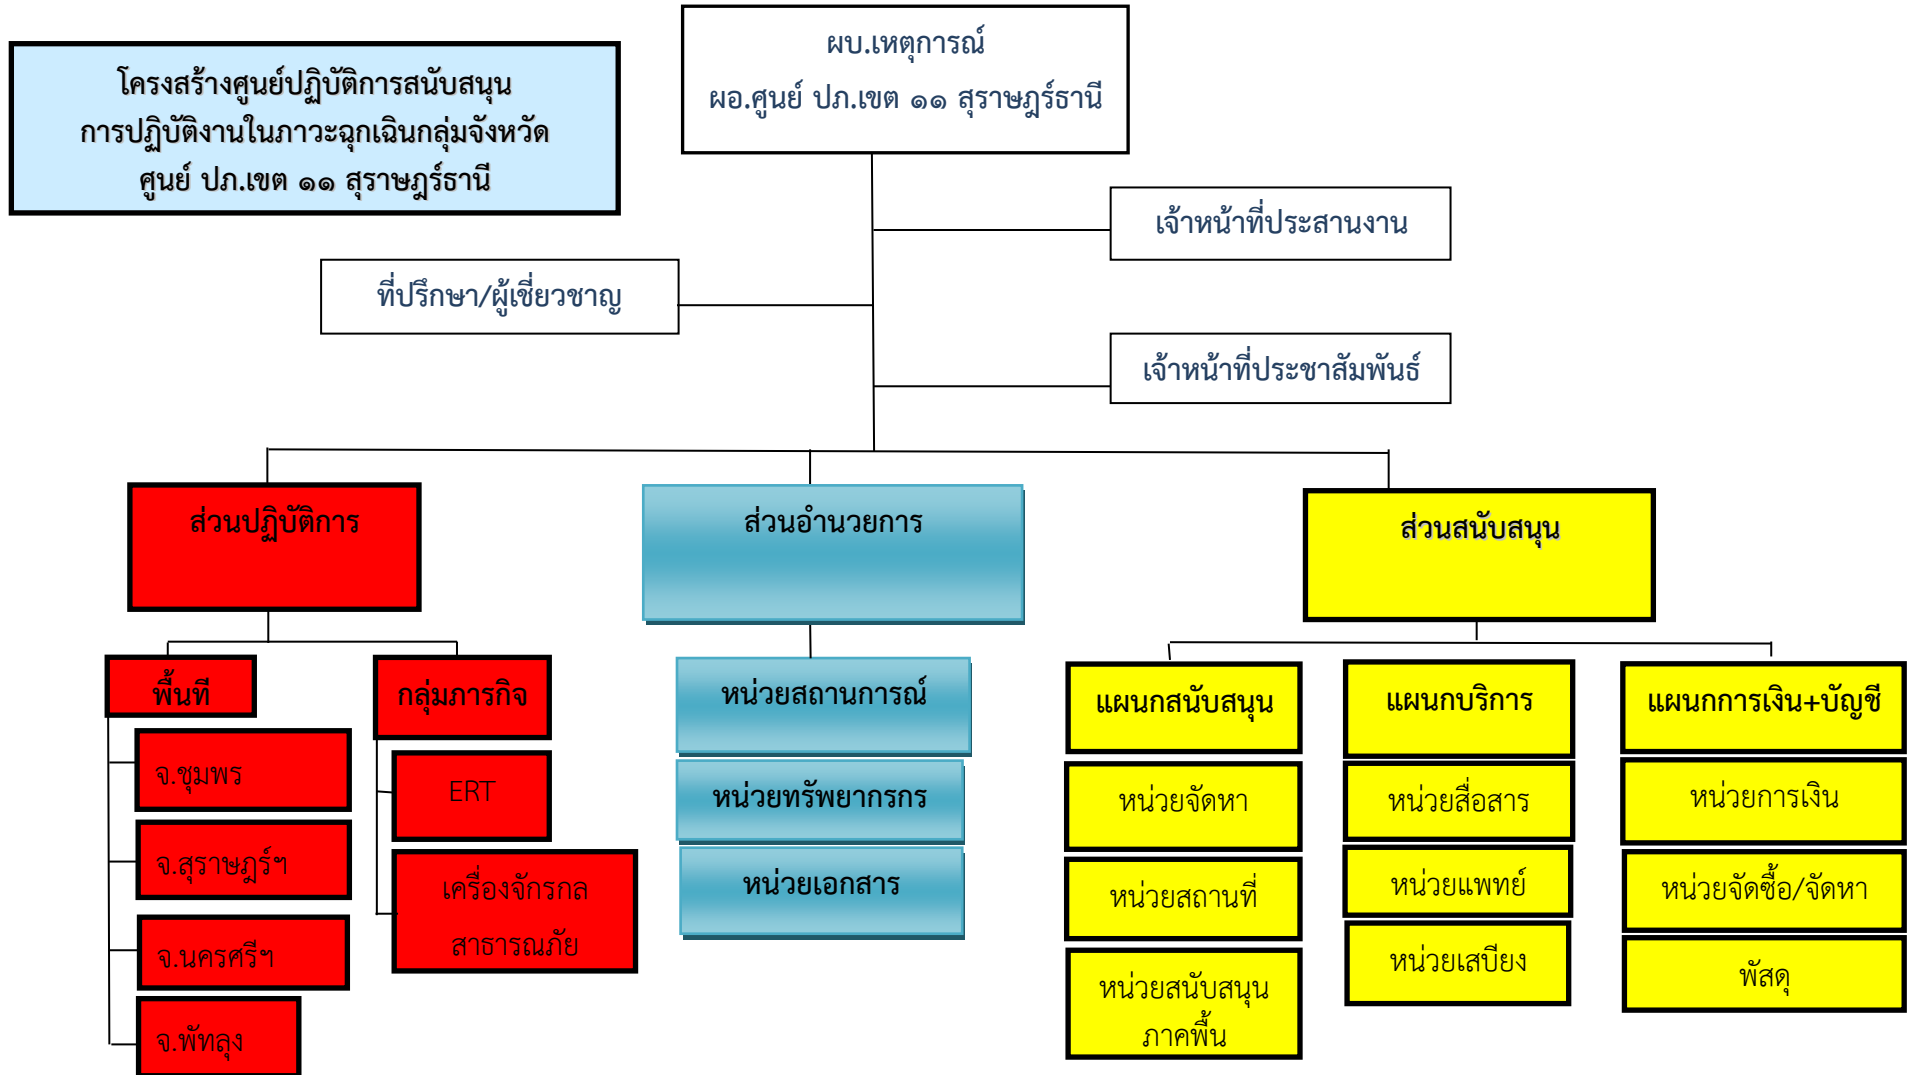 โครงสร้างศูนย์ปฏิบัติการสนับสนุน
การปฏิบัติงานในภาวะฉุกเฉินกลุ่มจังหวัด
ศูนย์ ปภ.เขต ๑๑ สุราษฎร์ธานี
ผบ.เหตุการณ์
ผอ.ศูนย์ ปภ.เขต ๑๑ สุราษฎร์ธานี
เจ้าหน้าที่ประสานงาน
ที่ปรึกษา/ผู้เชี่ยวชาญ
เจ้าหน้าที่ประชาสัมพันธ์
ส่วนปฏิบัติการ
ส่วนอำนวยการ
ส่วนสนับสนุน
พื้นที่
จ.ชุมพร
จ.สุราษฎร์ฯ
จ.นครศรีฯ
จ.พัทลุง
กลุ่มภารกิจ
ERT
เครื่องจักรกล
สาธารณภัย
หน่วยสถานการณ์
หน่วยทรัพยากรกร
หน่วยเอกสาร
แผนกสนับสนุน
หน่วยจัดหา
หน่วยสถานที่
หน่วยสนับสนุน
ภาคพื้น
แผนกบริการ
หน่วยสื่อสาร
หน่วยแพทย์
หน่วยเสบียง
แผนกการเงิน+บัญชี
หน่วยการเงิน
หน่วยจัดซื้อ/จัดหา
พัสดุ